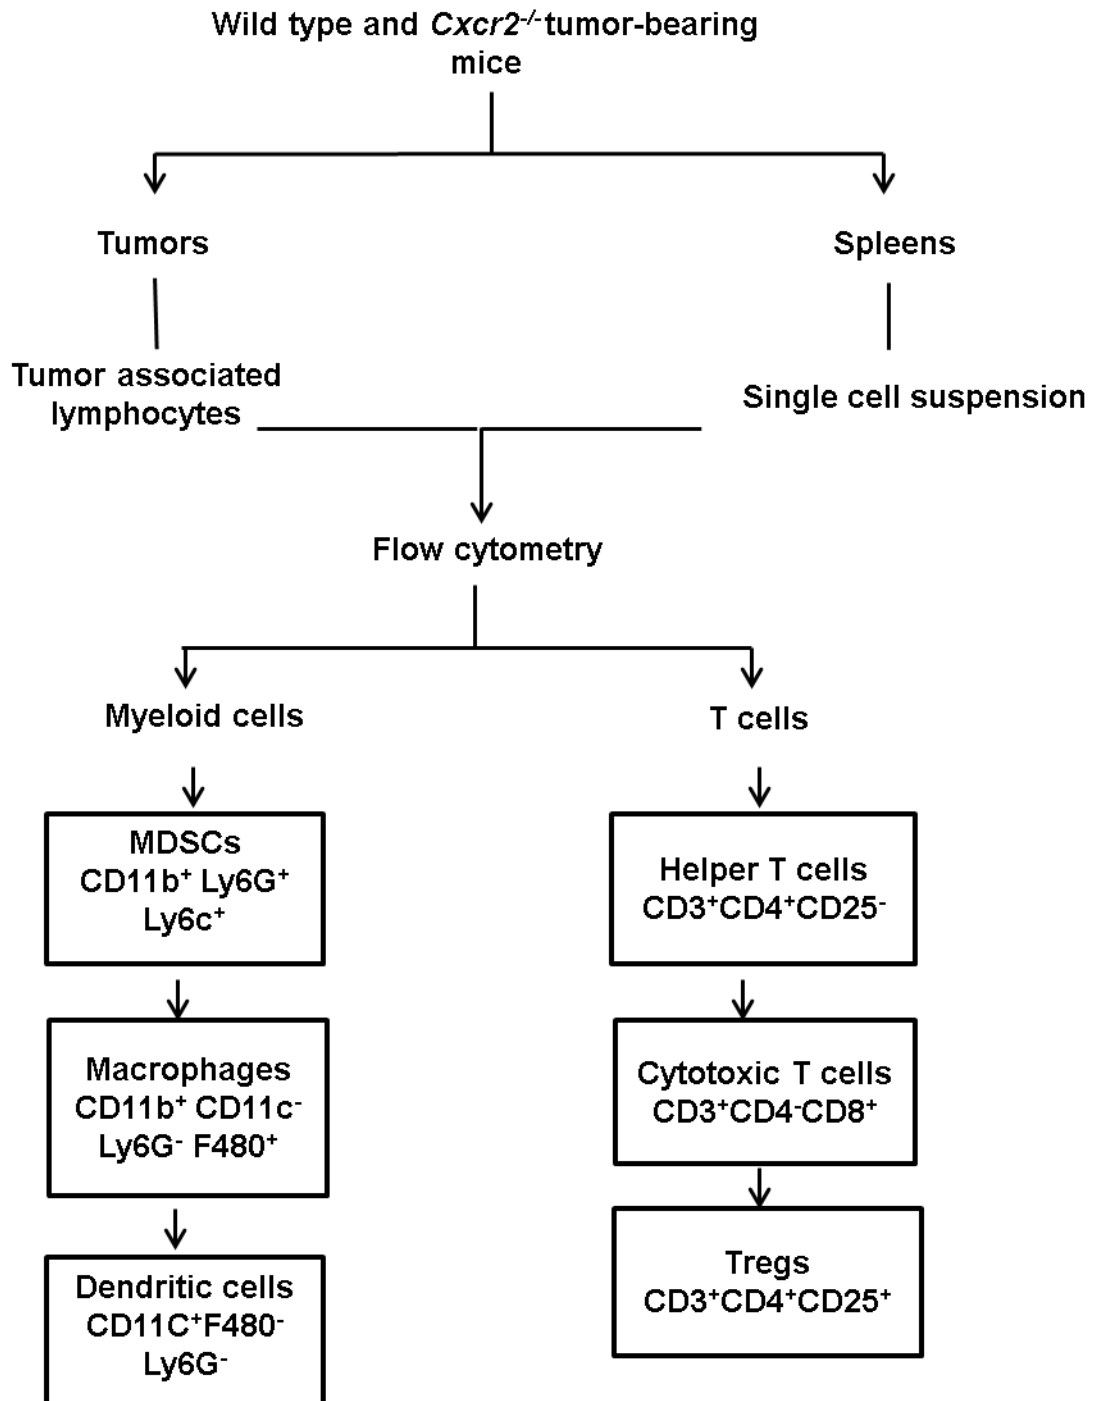 Wild type and Cxcr2⁻/⁻ tumor-bearing
mice
Tumors
Spleens
Tumor associated
lymphocytes
Single cell suspension
Flow cytometry
Myeloid cells
T cells
MDSCs
CD11b⁺ Ly6G⁺
Ly6c⁺
Helper T cells
CD3⁺CD4⁺CD25⁻
Macrophages
CD11b⁺ CD11c⁻
Ly6G⁻ F480⁺
Cytotoxic T cells
CD3⁺CD4⁻CD8⁺
Dendritic cells
CD11C⁺F480⁻
Ly6G⁻
Tregs
CD3⁺CD4⁺CD25⁺